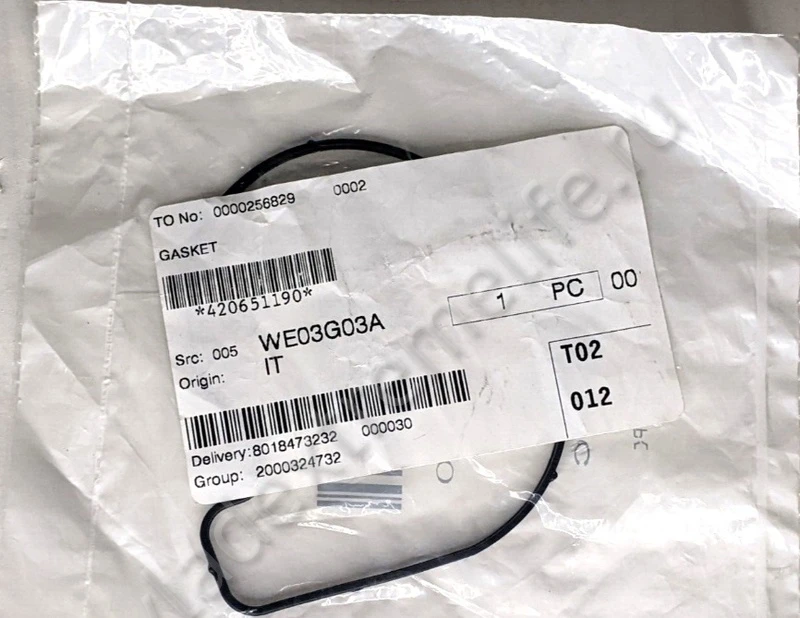 TO No: 0000256829 0002
GASKET
*420651190*
1 PC 00
Src: 005 WE03G03A
Origin: IT
T02
012
Delivery:8018473232 000030
Group: 2000324732